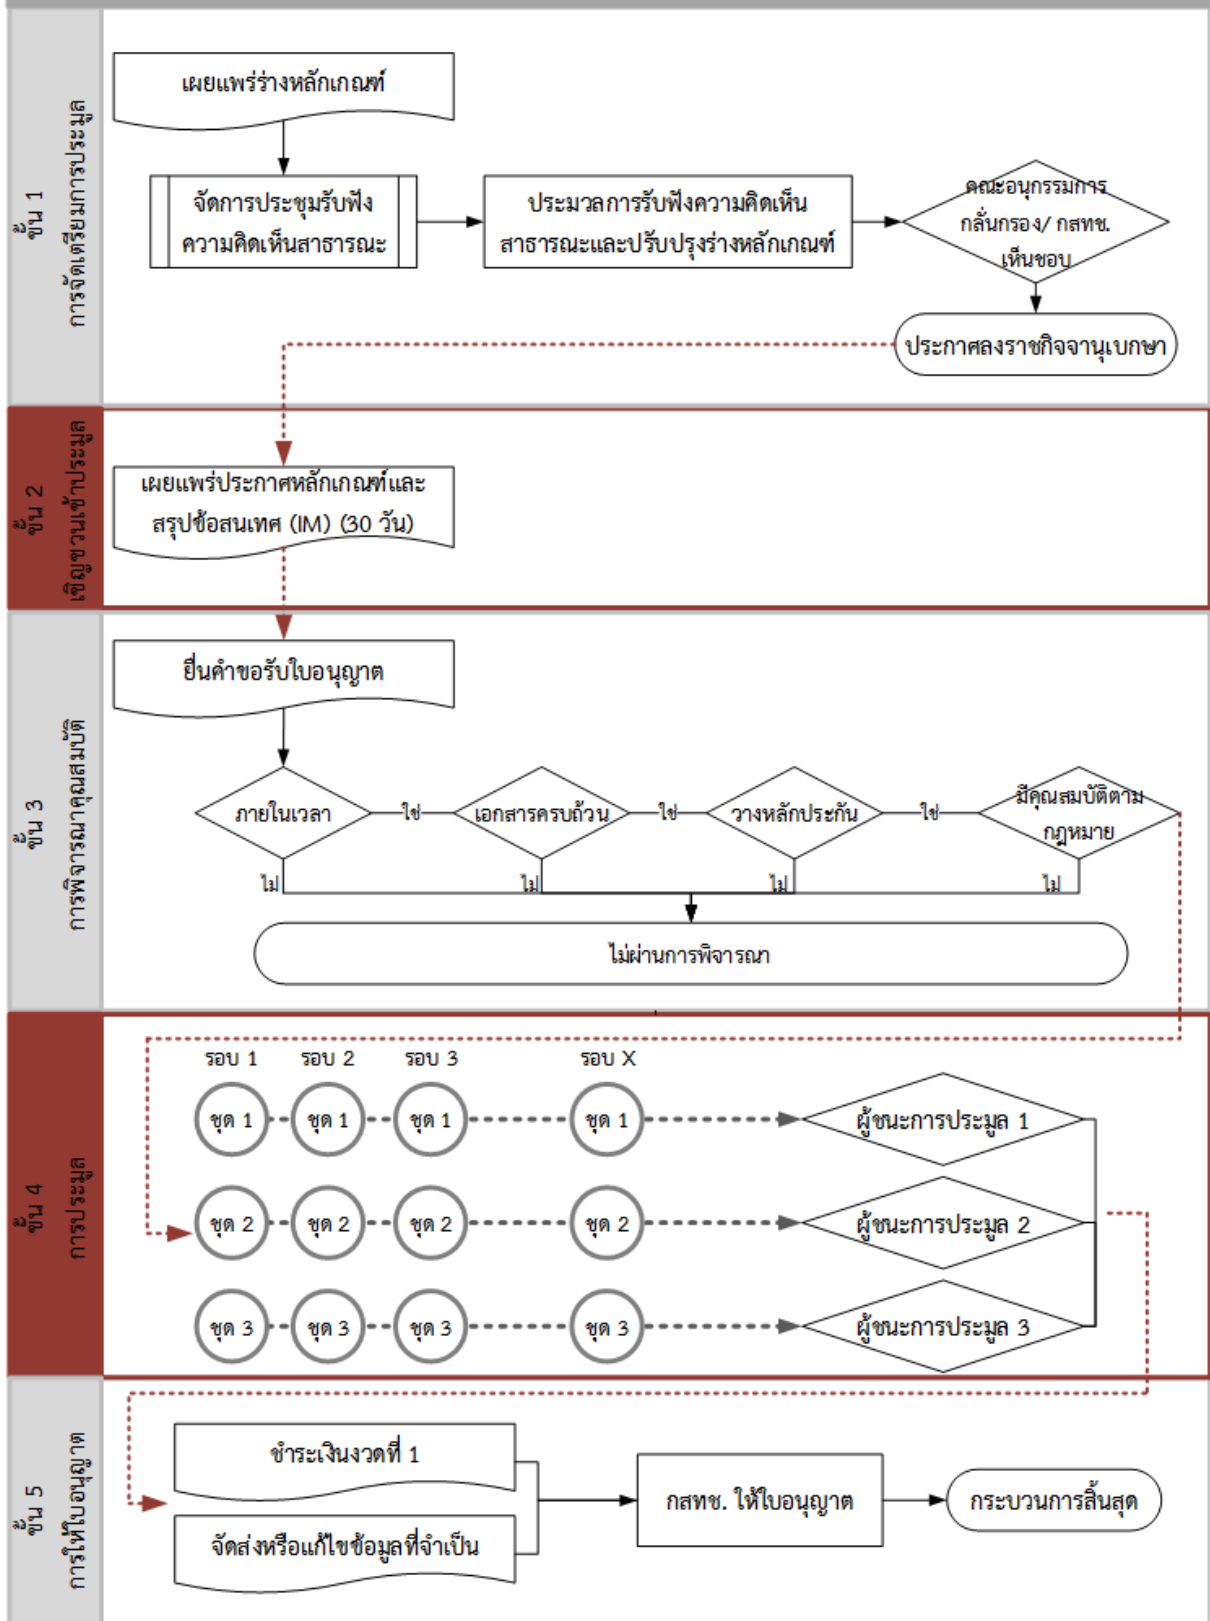 ขั้น 1
การจัดเตรียมการประมูล
เผยแพร่ร่างหลักเกณฑ์
จัดการประชุมรับฟัง
ความคิดเห็นสาธารณะ
ประมวลการรับฟังความคิดเห็น
สาธารณะและปรับปรุงร่างหลักเกณฑ์
คณะอนุกรรมการ
กลั่นกรอง/ กสทช.
เห็นชอบ
ประกาศลงราชกิจจานุเบกษา
ขั้น 2
เชิญชวนเข้าประมูล
เผยแพร่ประกาศหลักเกณฑ์และ
สรุปข้อสนเทศ (IM) (30 วัน)
ขั้น 3
การพิจารณาคุณสมบัติ
ยื่นคำขอรับใบอนุญาต
ภายในเวลา
ใช่
เอกสารครบถ้วน
ใช่
วางหลักประกัน
ใช่
มีคุณสมบัติตาม
กฎหมาย
ไม่
ไม่
ไม่
ไม่
ไม่ผ่านการพิจารณา
ขั้น 4
การประมูล
รอบ 1
รอบ 2
รอบ 3
รอบ X
ชุด 1
ชุด 1
ชุด 1
ชุด 1
ผู้ชนะการประมูล 1
ชุด 2
ชุด 2
ชุด 2
ชุด 2
ผู้ชนะการประมูล 2
ชุด 3
ชุด 3
ชุด 3
ชุด 3
ผู้ชนะการประมูล 3
ขั้น 5
การให้ใบอนุญาต
ชำระเงินงวดที่ 1
จัดส่งหรือแก้ไขข้อมูลที่จำเป็น
กสทช. ให้ใบอนุญาต
กระบวนการสิ้นสุด